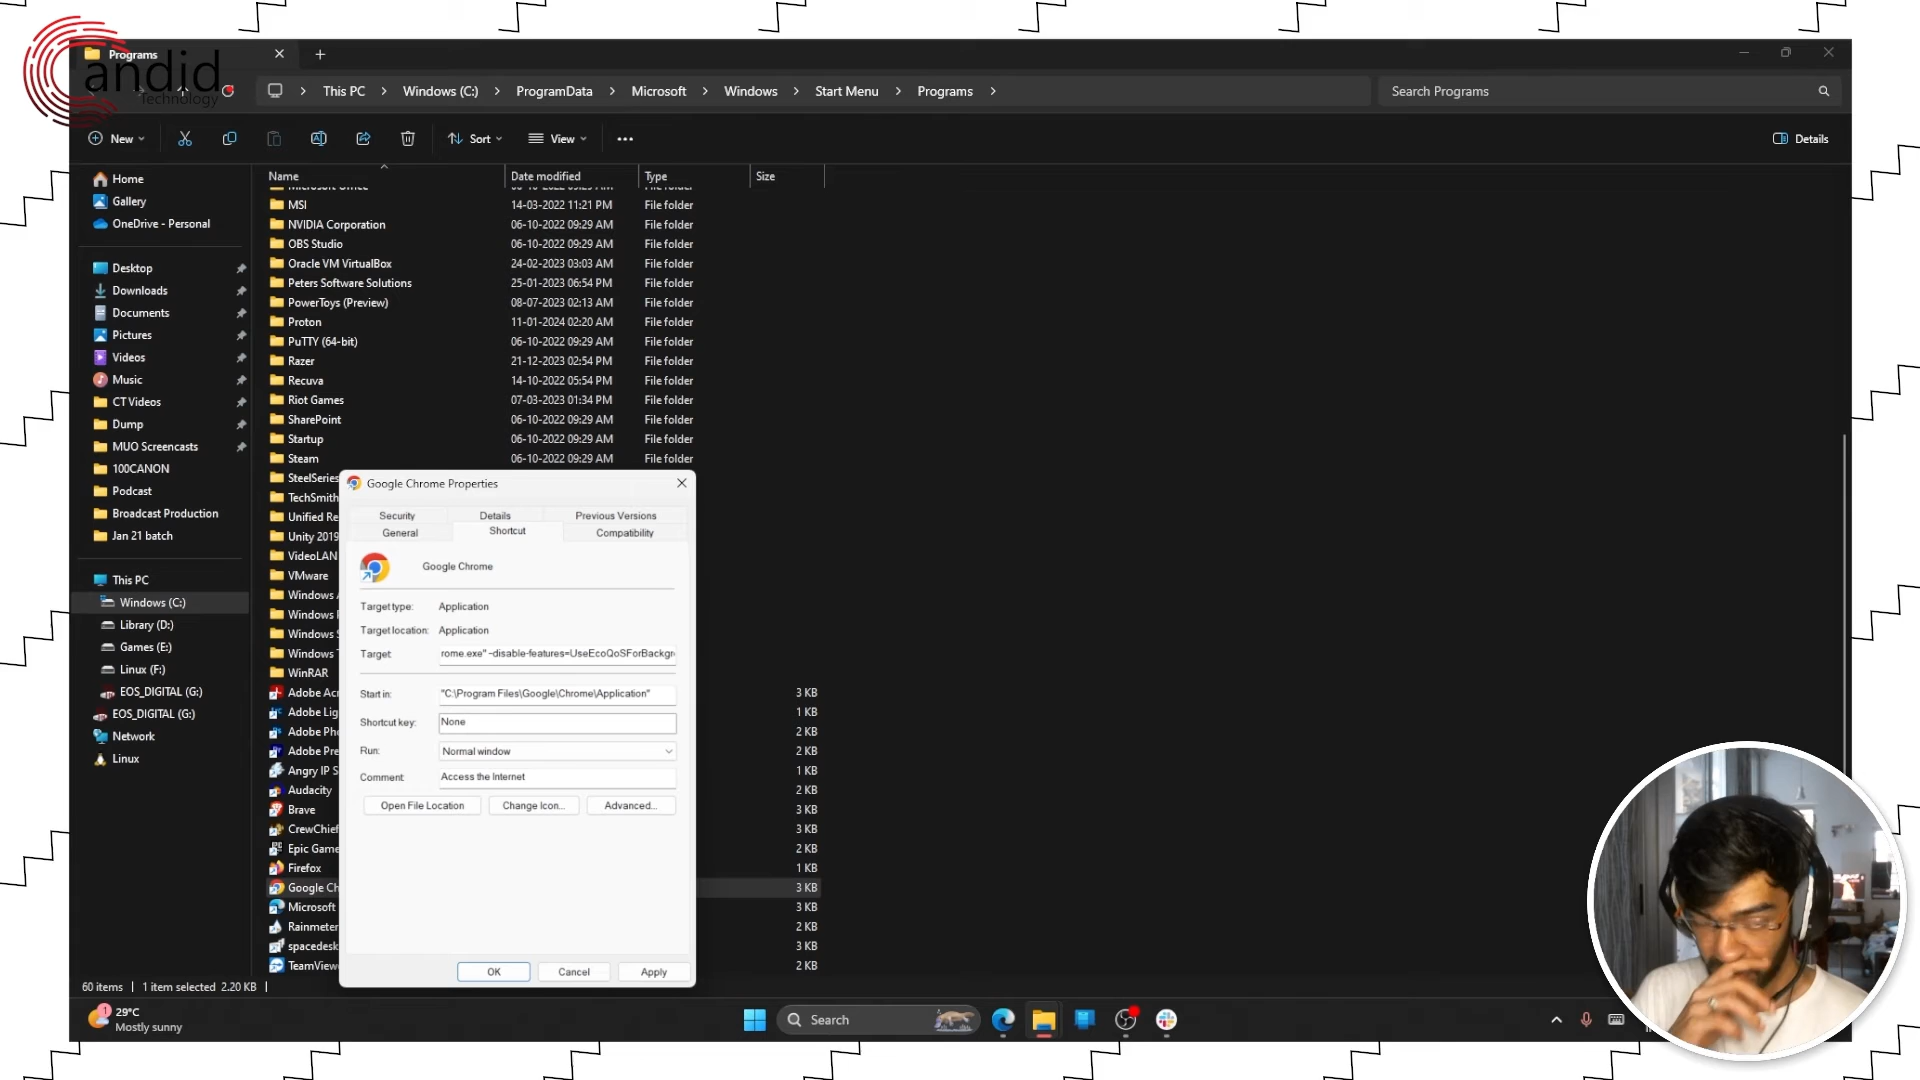 Programs
andid
Technology
This PC
Windows (C:)
ProgramData
Microsoft
Windows
Start Menu
Programs
Search Programs
New
Sort
View
Details
Name
Date modified
Type
Size
Home
Gallery
OneDrive - Personal
Desktop
Downloads
Documents
Pictures
Videos
Music
CT Videos
Dump
MUO Screencasts
100CANON
Podcast
Broadcast Production
Jan 21 batch
This PC
Windows (C:)
Library (D:)
Games (E:)
Linux (F:)
EOS_DIGITAL (G:)
EOS_DIGITAL (G:)
Network
Linux
MSI 14-03-2022 11:21 PM File folder
NVIDIA Corporation 06-10-2022 09:29 AM File folder
OBS Studio 06-10-2022 09:29 AM File folder
Oracle VM VirtualBox 24-02-2023 03:03 AM File folder
Peters Software Solutions 25-01-2023 06:54 PM File folder
PowerToys (Preview) 08-07-2023 02:13 AM File folder
Proton 11-01-2024 02:20 AM File folder
PuTTY (64-bit) 06-10-2022 09:29 AM File folder
Razer 21-12-2023 02:54 PM File folder
Recuva 14-10-2022 05:54 PM File folder
Riot Games 07-03-2023 01:34 PM File folder
SharePoint 06-10-2022 09:29 AM File folder
Startup 06-10-2022 09:29 AM File folder
Steam 06-10-2022 09:29 AM File folder
SteelSeries
TechSmith
Unified Re
Unity 2019
VideoLAN
VMware
Windows
Windows
Windows
Windows
WinRAR
Adobe Acr 3 KB
Adobe Lig 1 KB
Adobe Pho 2 KB
Adobe Pre 2 KB
Angry IP S 1 KB
Audacity 2 KB
Brave 3 KB
CrewChief 3 KB
Epic Game 2 KB
Firefox 1 KB
Google Ch 3 KB
Microsoft 3 KB
Rainmeter 2 KB
spacedesk 3 KB
TeamView 2 KB
Google Chrome Properties
Security
Details
Previous Versions
General
Shortcut
Compatibility
Google Chrome
Target type: Application
Target location: Application
Target: rome.exe" --disable-features=UseEcoQoSForBackgr
Start in: "C:\Program Files\Google\Chrome\Application"
Shortcut key: None
Run: Normal window
Comment: Access the Internet
Open File Location
Change Icon...
Advanced...
OK
Cancel
Apply
60 items
1 item selected 2.20 KB
1
29°C
Mostly sunny
Search